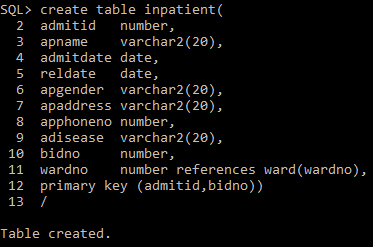 SQL> create table inpatient(
2 admitid number,
3 apname varchar2(20),
4 admitdate date,
5 reldate date,
6 apgender varchar2(20),
7 apaddress varchar2(20),
8 apphoneno number,
9 adisease varchar2(20),
10 bidno number,
11 wardno number references ward(wardno),
12 primary key (admitid,bidno))
13 /
Table created.